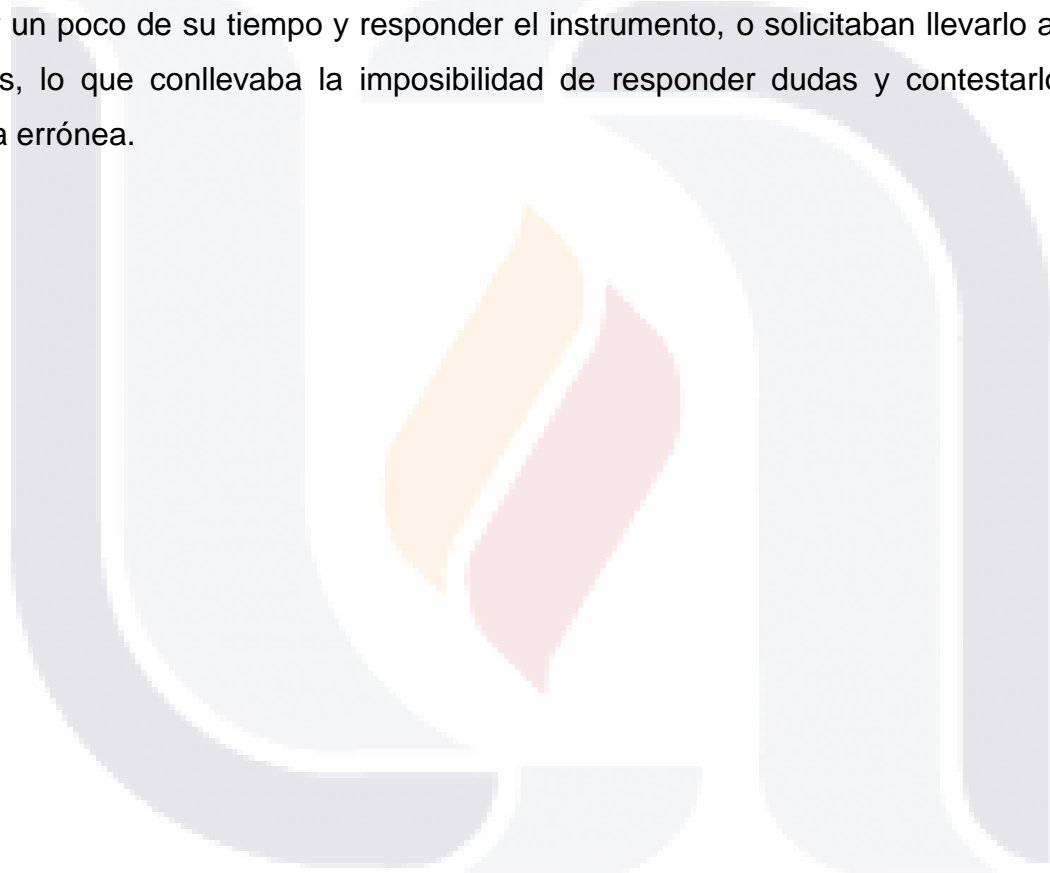 un poco de su tiempo y responder el instrumento, o solicitaban llevarlo a
lo que conllevaba la imposibilidad de responder dudas y contestarlo
errónea.